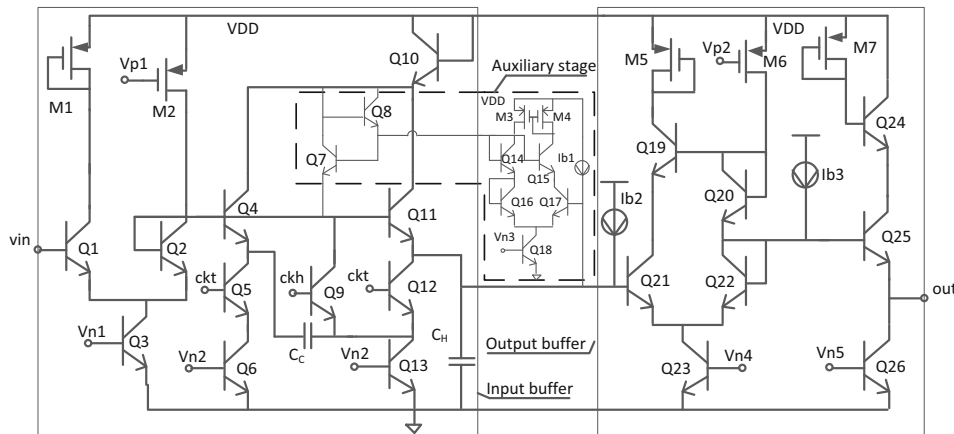 VDD
VDD
Vp1
Q10
Auxiliary stage
M5
Vp2
M6
M7
M1
M2
Q8
VDD
M3
M4
Q24
Q7
Q14
Q15
Ib1
Q19
Q4
Q11
Q16
Q17
Ib2
Q20
Ib3
vin
Q1
Q2
Vn3
Q18
Q25
ckt
Q5
ckh
Q9
ckt
Q12
Q21
Q22
out
Vn1
Q3
Vn2
Q6
CC
Vn2
Q13
CH
Output buffer
Input buffer
Q23
Vn4
Vn5
Q26